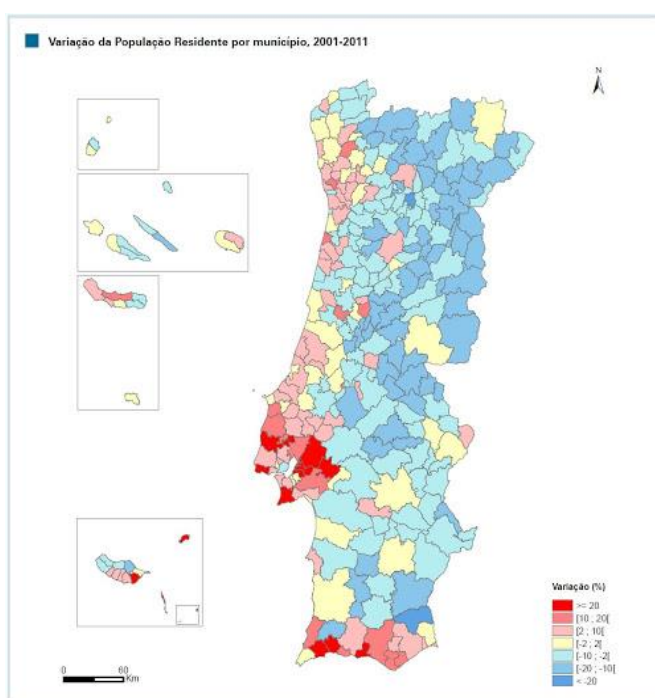 Variação da População Residente por município, 2001-2011
N
Variação (%)
>= 20
[10 ; 20[
[2 ; 10[
[-2 ; 2[
[-10 ; -2[
[-20 ; -10[
< -20
0 60
Km